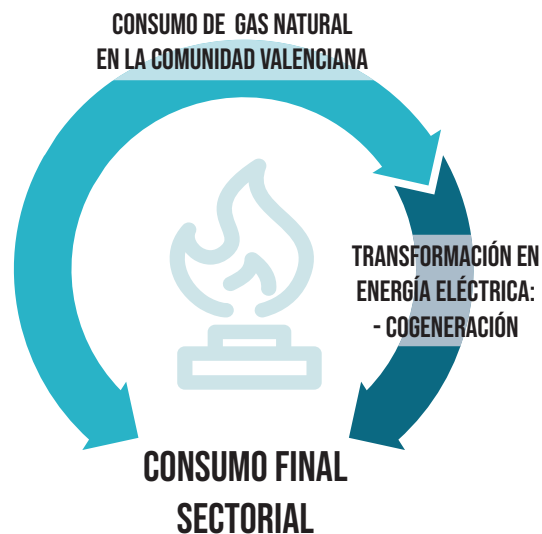 CONSUMO DE GAS NATURAL
EN LA COMUNIDAD VALENCIANA
TRANSFORMACIÓN EN
ENERGÍA ELÉCTRICA:
- COGENERACIÓN
CONSUMO FINAL
SECTORIAL